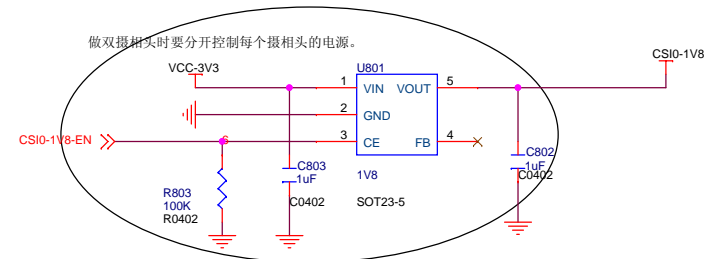 做双摄相头时要分开控制每个摄相头的电源。
CSI0-1V8
VCC-3V3
U801
1 VIN VOUT 5
2 GND
CSI0-1V8-EN
3 CE FB 4
C803
1uF
C0402
C802
1uF
C0402
R803
100K
R0402
1V8
SOT23-5